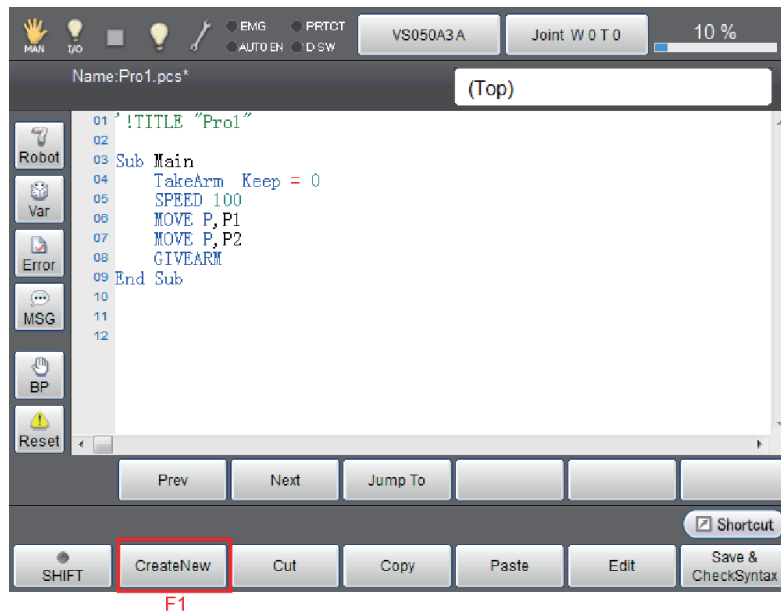 EMG PRTCT
MAN I/O AUTO EN D SW VS050A3 A Joint W 0 T 0 10 %
Name:Pro1.pcs* (Top)
01 '!TITLE "Pro1"
02
03 Sub Main
04 TakeArm Keep = 0
05 SPEED 100
06 MOVE P,P1
07 MOVE P,P2
08 GIVEARM
09 End Sub
10
11
12
Robot
Var
Error
MSG
BP
Reset
Prev Next Jump To
Shortcut
SHIFT CreateNew Cut Copy Paste Edit Save &
CheckSyntax
F1